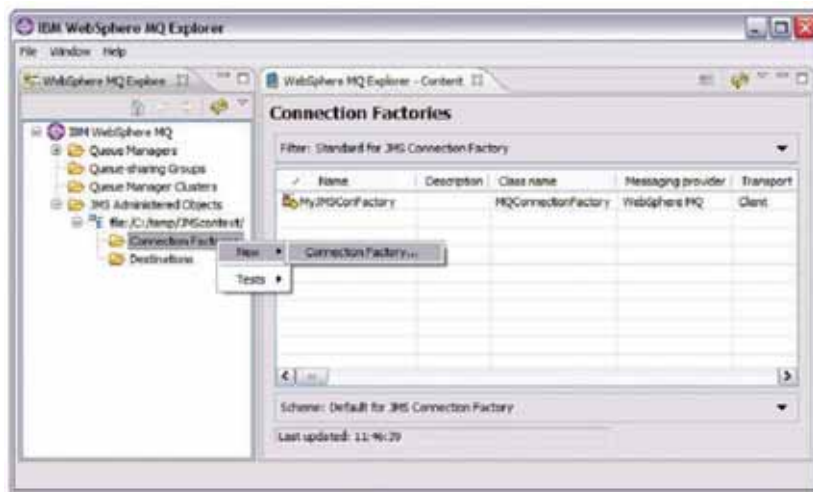 IBM WebSphere MQ Explorer
File Window Help
WebSphere MQ Explore
WebSphere MQ Explorer - Content
IBM WebSphere MQ
Queue Managers
Queue-sharing Groups
Queue Manager Clusters
JMS Administered Objects
file:/C:/temp/JMScontext/
Connection Fact
Destinations
New
Connection Factory...
Tests
Connection Factories
Filter: Standard for JMS Connection Factory
Name Description Class name Messaging provider Transport
MyJMSConFactory MQConnectionFactory WebSphere MQ Client
Scheme: Default for JMS Connection Factory
Last updated: 11:46:39